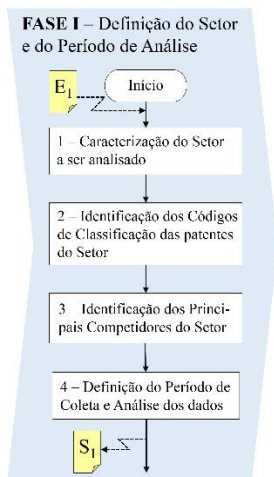 FASE I – Definição do Setor
e do Período de Análise
E1
Início
1 – Caracterização do Setor
a ser analisado
2 – Identificação dos Códigos
de Classificação das patentes
do Setor
3 – Identificação dos Princi-
pais Competidores do Setor
4 – Definição do Período de
Coleta e Análise dos dados
S1